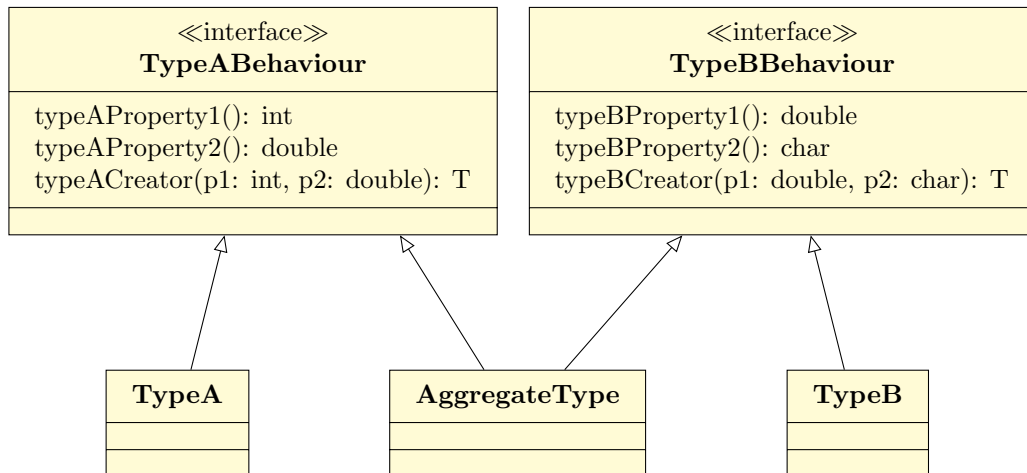 ≪interface≫
TypeABehaviour
typeAProperty1(): int
typeAProperty2(): double
typeACreator(p1: int, p2: double): T
≪interface≫
TypeBBehaviour
typeBProperty1(): double
typeBProperty2(): char
typeBCreator(p1: double, p2: char): T
TypeA
AggregateType
TypeB